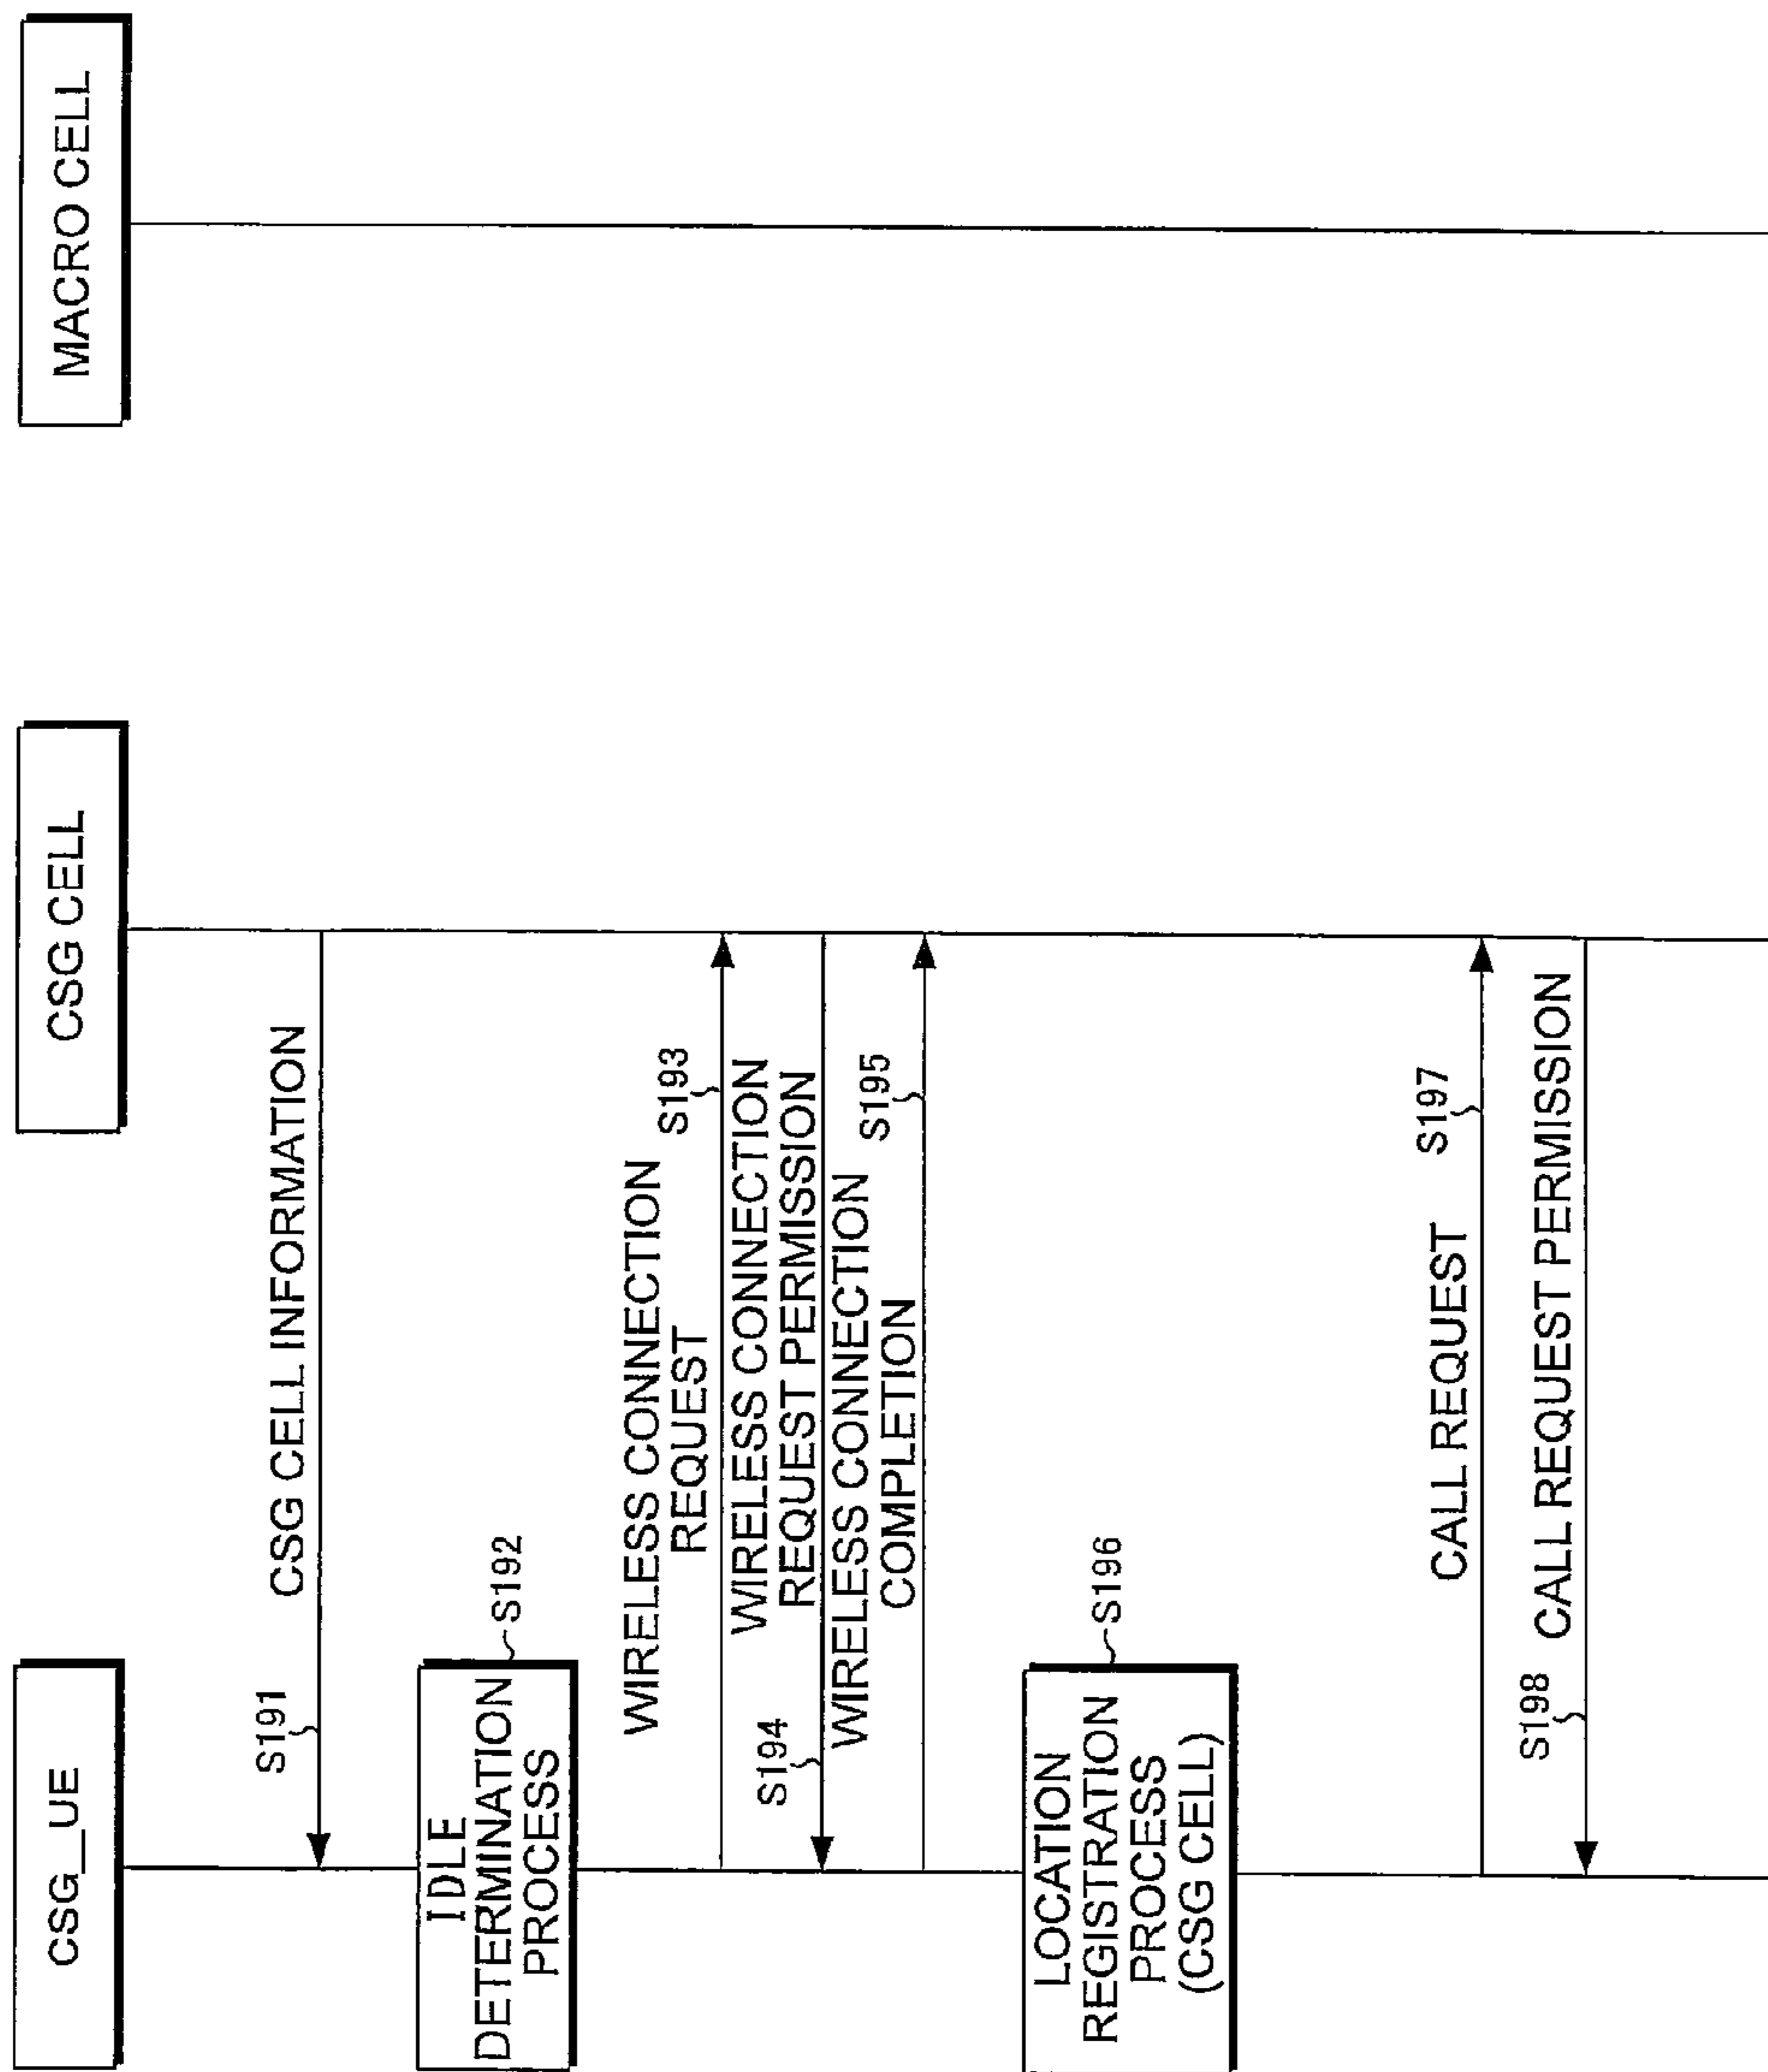 CSG_UE
CSG CELL
MACRO CELL
S191
CSG CELL INFORMATION
IDLE
DETERMINATION
PROCESS
S192
WIRELESS CONNECTION
REQUEST
S193
WIRELESS CONNECTION
REQUEST PERMISSION
S194
WIRELESS CONNECTION
COMPLETION
S195
LOCATION
REGISTRATION
PROCESS
(CSG CELL)
S196
CALL REQUEST
S197
S198
CALL REQUEST PERMISSION